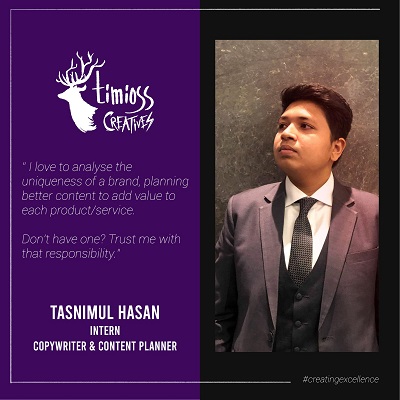 timioss
CREATIVES
" I love to analyse the
uniqueness of a brand, planning
better content to add value to
each product/service.
Don't have one? Trust me with
that responsibility."
TASNIMUL HASAN
INTERN
COPYWRITER & CONTENT PLANNER
#creatingexcellence